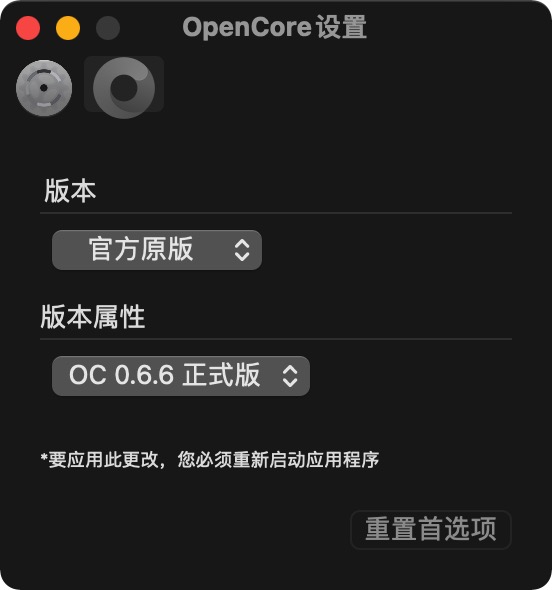 OpenCore设置
版本
官方原版
版本属性
OC 0.6.6 正式版
*要应用此更改，您必须重新启动应用程序
重置首选项